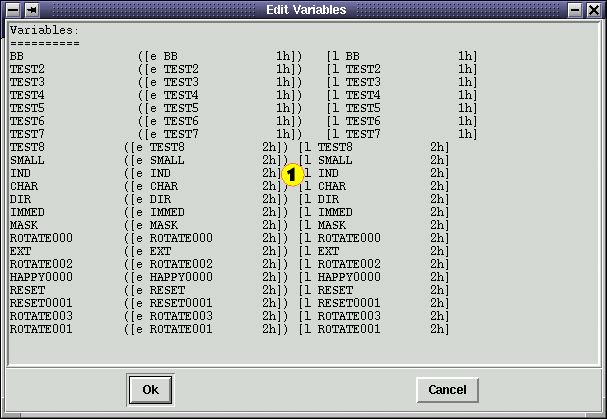 Edit Variables
Variables:
==========
BB ([e BB 1h]) [l BB 1h]
TEST2 ([e TEST2 1h]) [l TEST2 1h]
TEST3 ([e TEST3 1h]) [l TEST3 1h]
TEST4 ([e TEST4 1h]) [l TEST4 1h]
TEST5 ([e TEST5 1h]) [l TEST5 1h]
TEST6 ([e TEST6 1h]) [l TEST6 1h]
TEST7 ([e TEST7 1h]) [l TEST7 1h]
TEST8 ([e TEST8 2h]) [l TEST8 2h]
SMALL ([e SMALL 2h]) [l SMALL 2h]
IND ([e IND 2h]) 1 [l IND 2h]
CHAR ([e CHAR 2h]) [l CHAR 2h]
DIR ([e DIR 2h]) [l DIR 2h]
IMMED ([e IMMED 2h]) [l IMMED 2h]
MASK ([e MASK 2h]) [l MASK 2h]
ROTATE000 ([e ROTATE000 2h]) [l ROTATE000 2h]
EXT ([e EXT 2h]) [l EXT 2h]
ROTATE002 ([e ROTATE002 2h]) [l ROTATE002 2h]
HAPPY0000 ([e HAPPY0000 2h]) [l HAPPY0000 2h]
RESET ([e RESET 2h]) [l RESET 2h]
RESET0001 ([e RESET0001 2h]) [l RESET0001 2h]
ROTATE003 ([e ROTATE003 2h]) [l ROTATE003 2h]
ROTATE001 ([e ROTATE001 2h]) [l ROTATE001 2h]
Ok Cancel